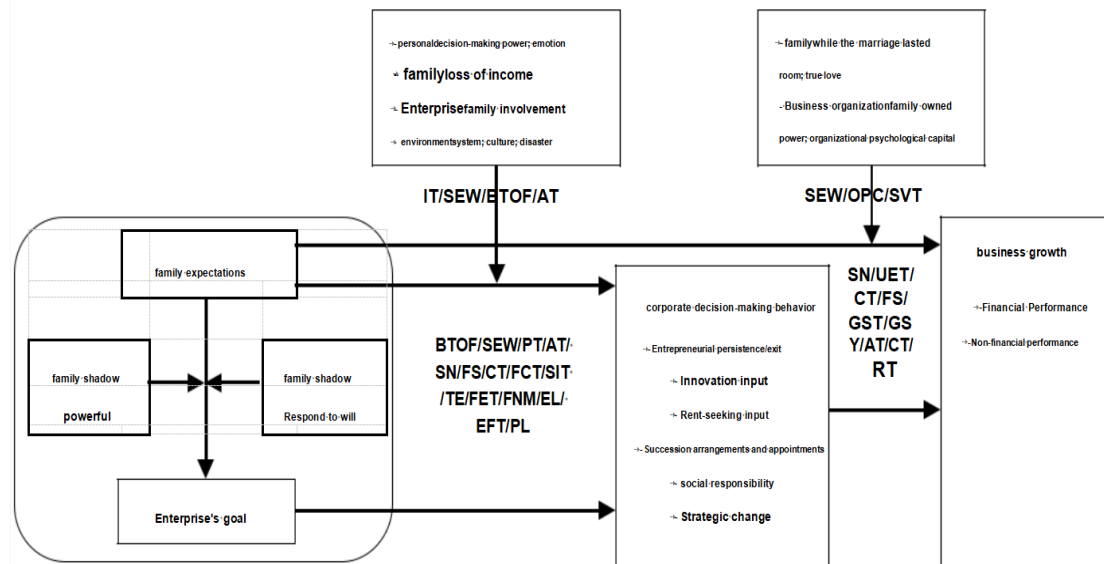 personaldecision-making power; emotion
familyloss of income
Enterprisefamily involvement
environmentsystem; culture; disaster
familywhile the marriage lasted
room; true love
- Business organizationfamily owned
power; organizational psychological capital
IT/SEW/BTOF/AT
SEW/OPC/SVT
family expectations
family shadow
powerful
family shadow
Respond to will
Enterprise's goal
BTOF/SEW/PT/AT/
SN/FS/CT/FCT/SIT
/TE/FET/FNM/EL/
EFT/PL
corporate decision-making behavior
Entrepreneurial persistence/exit
Innovation input
Rent-seeking input
Succession arrangements and appointments
social responsibility
Strategic change
SN/UET/
CT/FS/
GST/GS
Y/AT/CT/
RT
business growth
Financial Performance
Non-financial performance